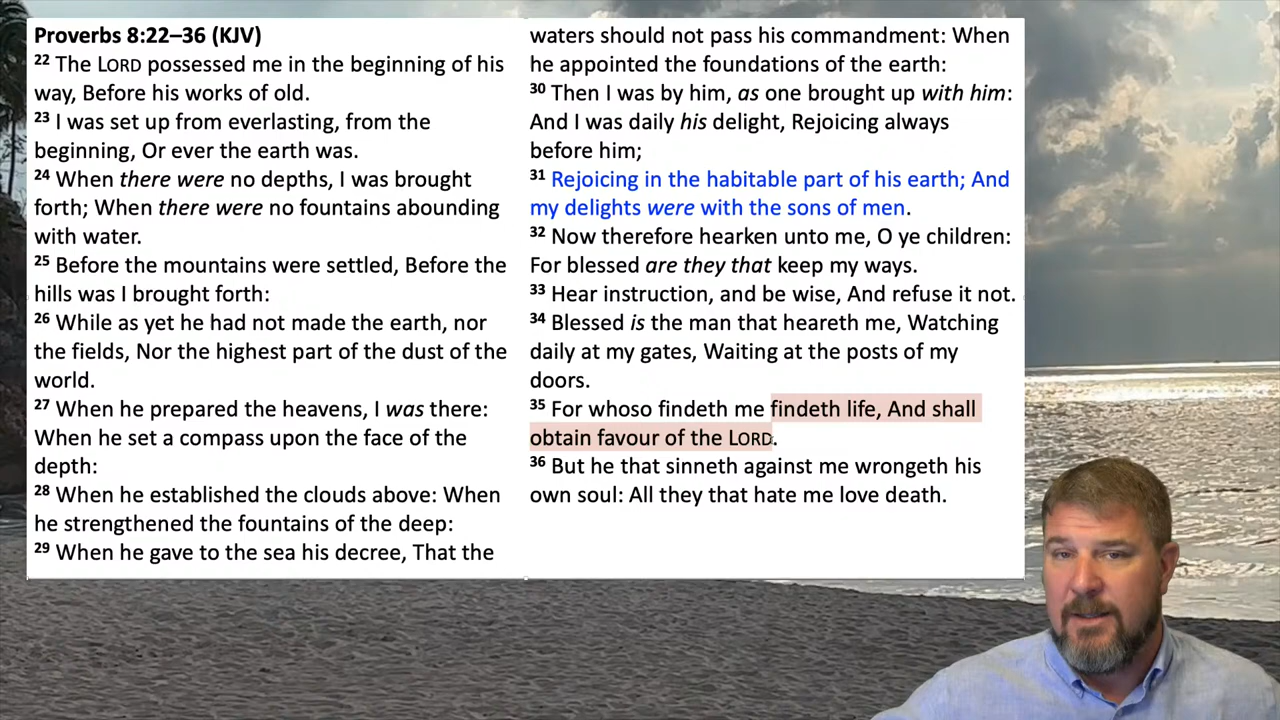 Proverbs 8:22–36 (KJV)
22 The LORD possessed me in the beginning of his
way, Before his works of old.
23 I was set up from everlasting, from the
beginning, Or ever the earth was.
24 When there were no depths, I was brought
forth; When there were no fountains abounding
with water.
25 Before the mountains were settled, Before the
hills was I brought forth:
26 While as yet he had not made the earth, nor
the fields, Nor the highest part of the dust of the
world.
27 When he prepared the heavens, I was there:
When he set a compass upon the face of the
depth:
28 When he established the clouds above: When
he strengthened the fountains of the deep:
29 When he gave to the sea his decree, That the
waters should not pass his commandment: When
he appointed the foundations of the earth:
30 Then I was by him, as one brought up with him:
And I was daily his delight, Rejoicing always
before him;
31 Rejoicing in the habitable part of his earth; And
my delights were with the sons of men.
32 Now therefore hearken unto me, O ye children:
For blessed are they that keep my ways.
33 Hear instruction, and be wise, And refuse it not.
34 Blessed is the man that heareth me, Watching
daily at my gates, Waiting at the posts of my
doors.
35 For whoso findeth me findeth life, And shall
obtain favour of the LORD.
36 But he that sinneth against me wrongeth his
own soul: All they that hate me love death.